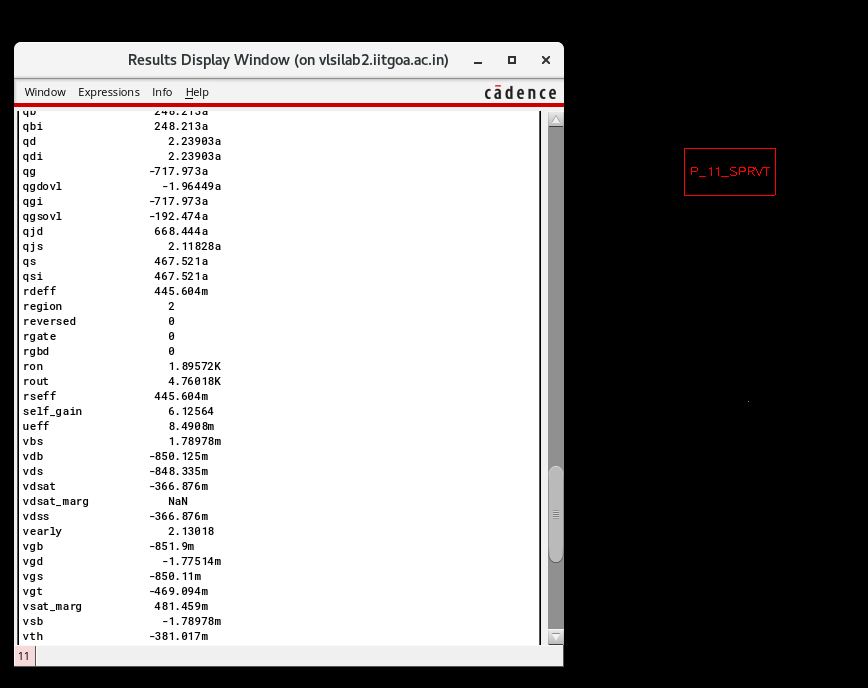 Results Display Window (on vlsilab2.iitgoa.ac.in)
Window Expressions Info Help cādence
qb 248.213a
qbi 248.213a
qd 2.23903a
qdi 2.23903a
qg -717.973a
qgdovl -1.96449a
qgi -717.973a
qgsovl -192.474a
qjd 668.444a
qjs 2.11828a
qs 467.521a
qsi 467.521a
rdeff 445.604m
region 2
reversed 0
rgate 0
rgbd 0
ron 1.89572K
rout 4.76018K
rseff 445.604m
self_gain 6.12564
ueff 8.4908m
vbs 1.78978m
vdb -850.125m
vds -848.335m
vdsat -366.876m
vdsat_marg NaN
vdss -366.876m
vearly 2.13018
vgb -851.9m
vgd -1.77514m
vgs -850.11m
vgt -469.094m
vsat_marg 481.459m
vsb -1.78978m
vth -381.017m
11
P_11_SPRVT